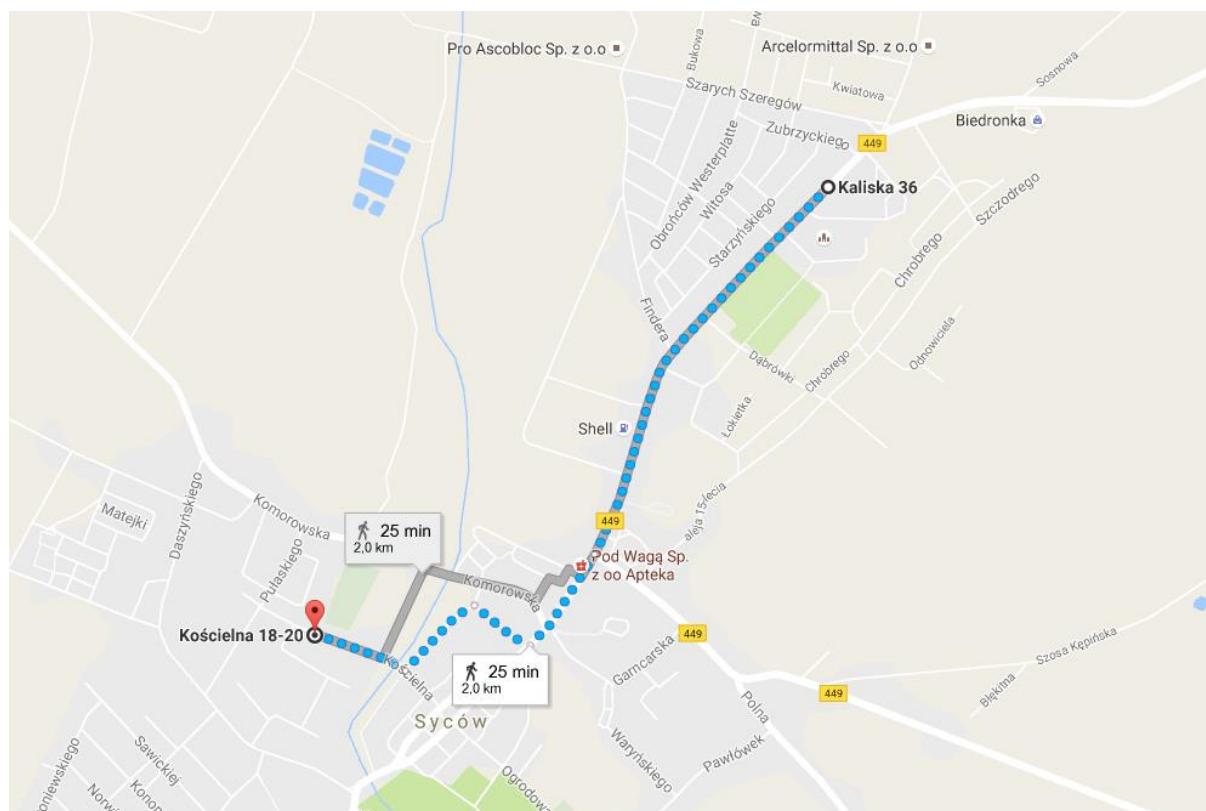 Pro Ascobloc Sp. z o.o
Arcelormittal Sp. z o.o
Bukowa
Sosnowa
Kwiatowa
Szarych Szeregów
Biedronka
Zubrzyckiego
449
Kaliska 36
Obrońców Westerplatte
Witosa
Starzyńskiego
Szczodrego
Chrobrego
Findera
Odnowiciela
Dąbrówki
Chrobrego
Łokietka
Shell
Daszyńskiego
Matejki
Komorowska
aleja 15-lecia
449
25 min
2,0 km
Pod Wagą Sp.
z oo Apteka
Pułaskiego
Komorowska
Kościelna 18-20
Kościelna
449
Garncarska
Szosa Kępińska
25 min
2,0 km
449
Błękitna
Polna
Syców
Waryńskiego
Pawłówek
Sawickiej
Ogrodowa
oniewskiego
Norwi
Konop